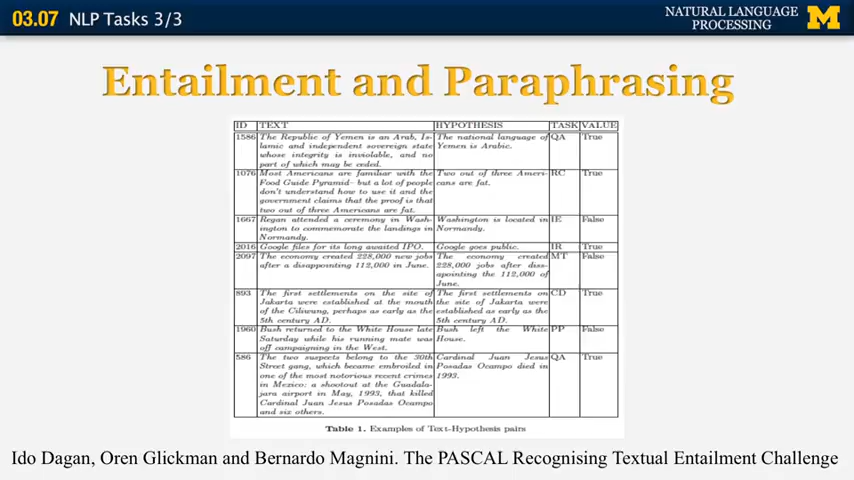 03.07 NLP Tasks 3/3
NATURAL LANGUAGE
PROCESSING
M
Entailment and Paraphrasing
ID TEXT HYPOTHESIS TASK VALUE
1586 The Republic of Yemen is an Arab, Is- The national language of QA True
lamic and independent sovereign state Yemen is Arabic.
whose integrity is inviolable, and no
part of which may be ceded.
1076 Most Americans are familiar with the Two out of three Ameri- RC True
Food Guide Pyramid– but a lot of people cans are fat.
don't understand how to use it and the
government claims that the proof is that
two out of three Americans are fat.
1667 Regan attended a ceremony in Wash- Washington is located in IE False
ington to commemorate the landings in Normandy.
Normandy.
2016 Google files for its long awaited IPO. Google goes public. IR True
2097 The economy created 228,000 new jobs The economy created MT False
after a disappointing 112,000 in June. 228,000 jobs after disap-
pointing the 112,000 of
June.
893 The first settlements on the site of The first settlements on CD True
Jakarta were established at the mouth the site of Jakarta were
of the Ciliwung, perhaps as early as the established as early as the
5th century AD. 5th century AD.
1960 Bush returned to the White House late Bush left the White PP False
Saturday while his running mate was House.
off campaigning in the West.
586 The two suspects belong to the 30th Cardinal Juan Jesus QA True
Street gang, which became embroiled in Posadas Ocampo died in
one of the most notorious recent crimes 1993.
in Mexico: a shootout at the Guadala-
jara airport in May, 1993, that killed
Cardinal Juan Jesus Posadas Ocampo
and six others.
Table 1. Examples of Text-Hypothesis pairs
Ido Dagan, Oren Glickman and Bernardo Magnini. The PASCAL Recognising Textual Entailment Challenge